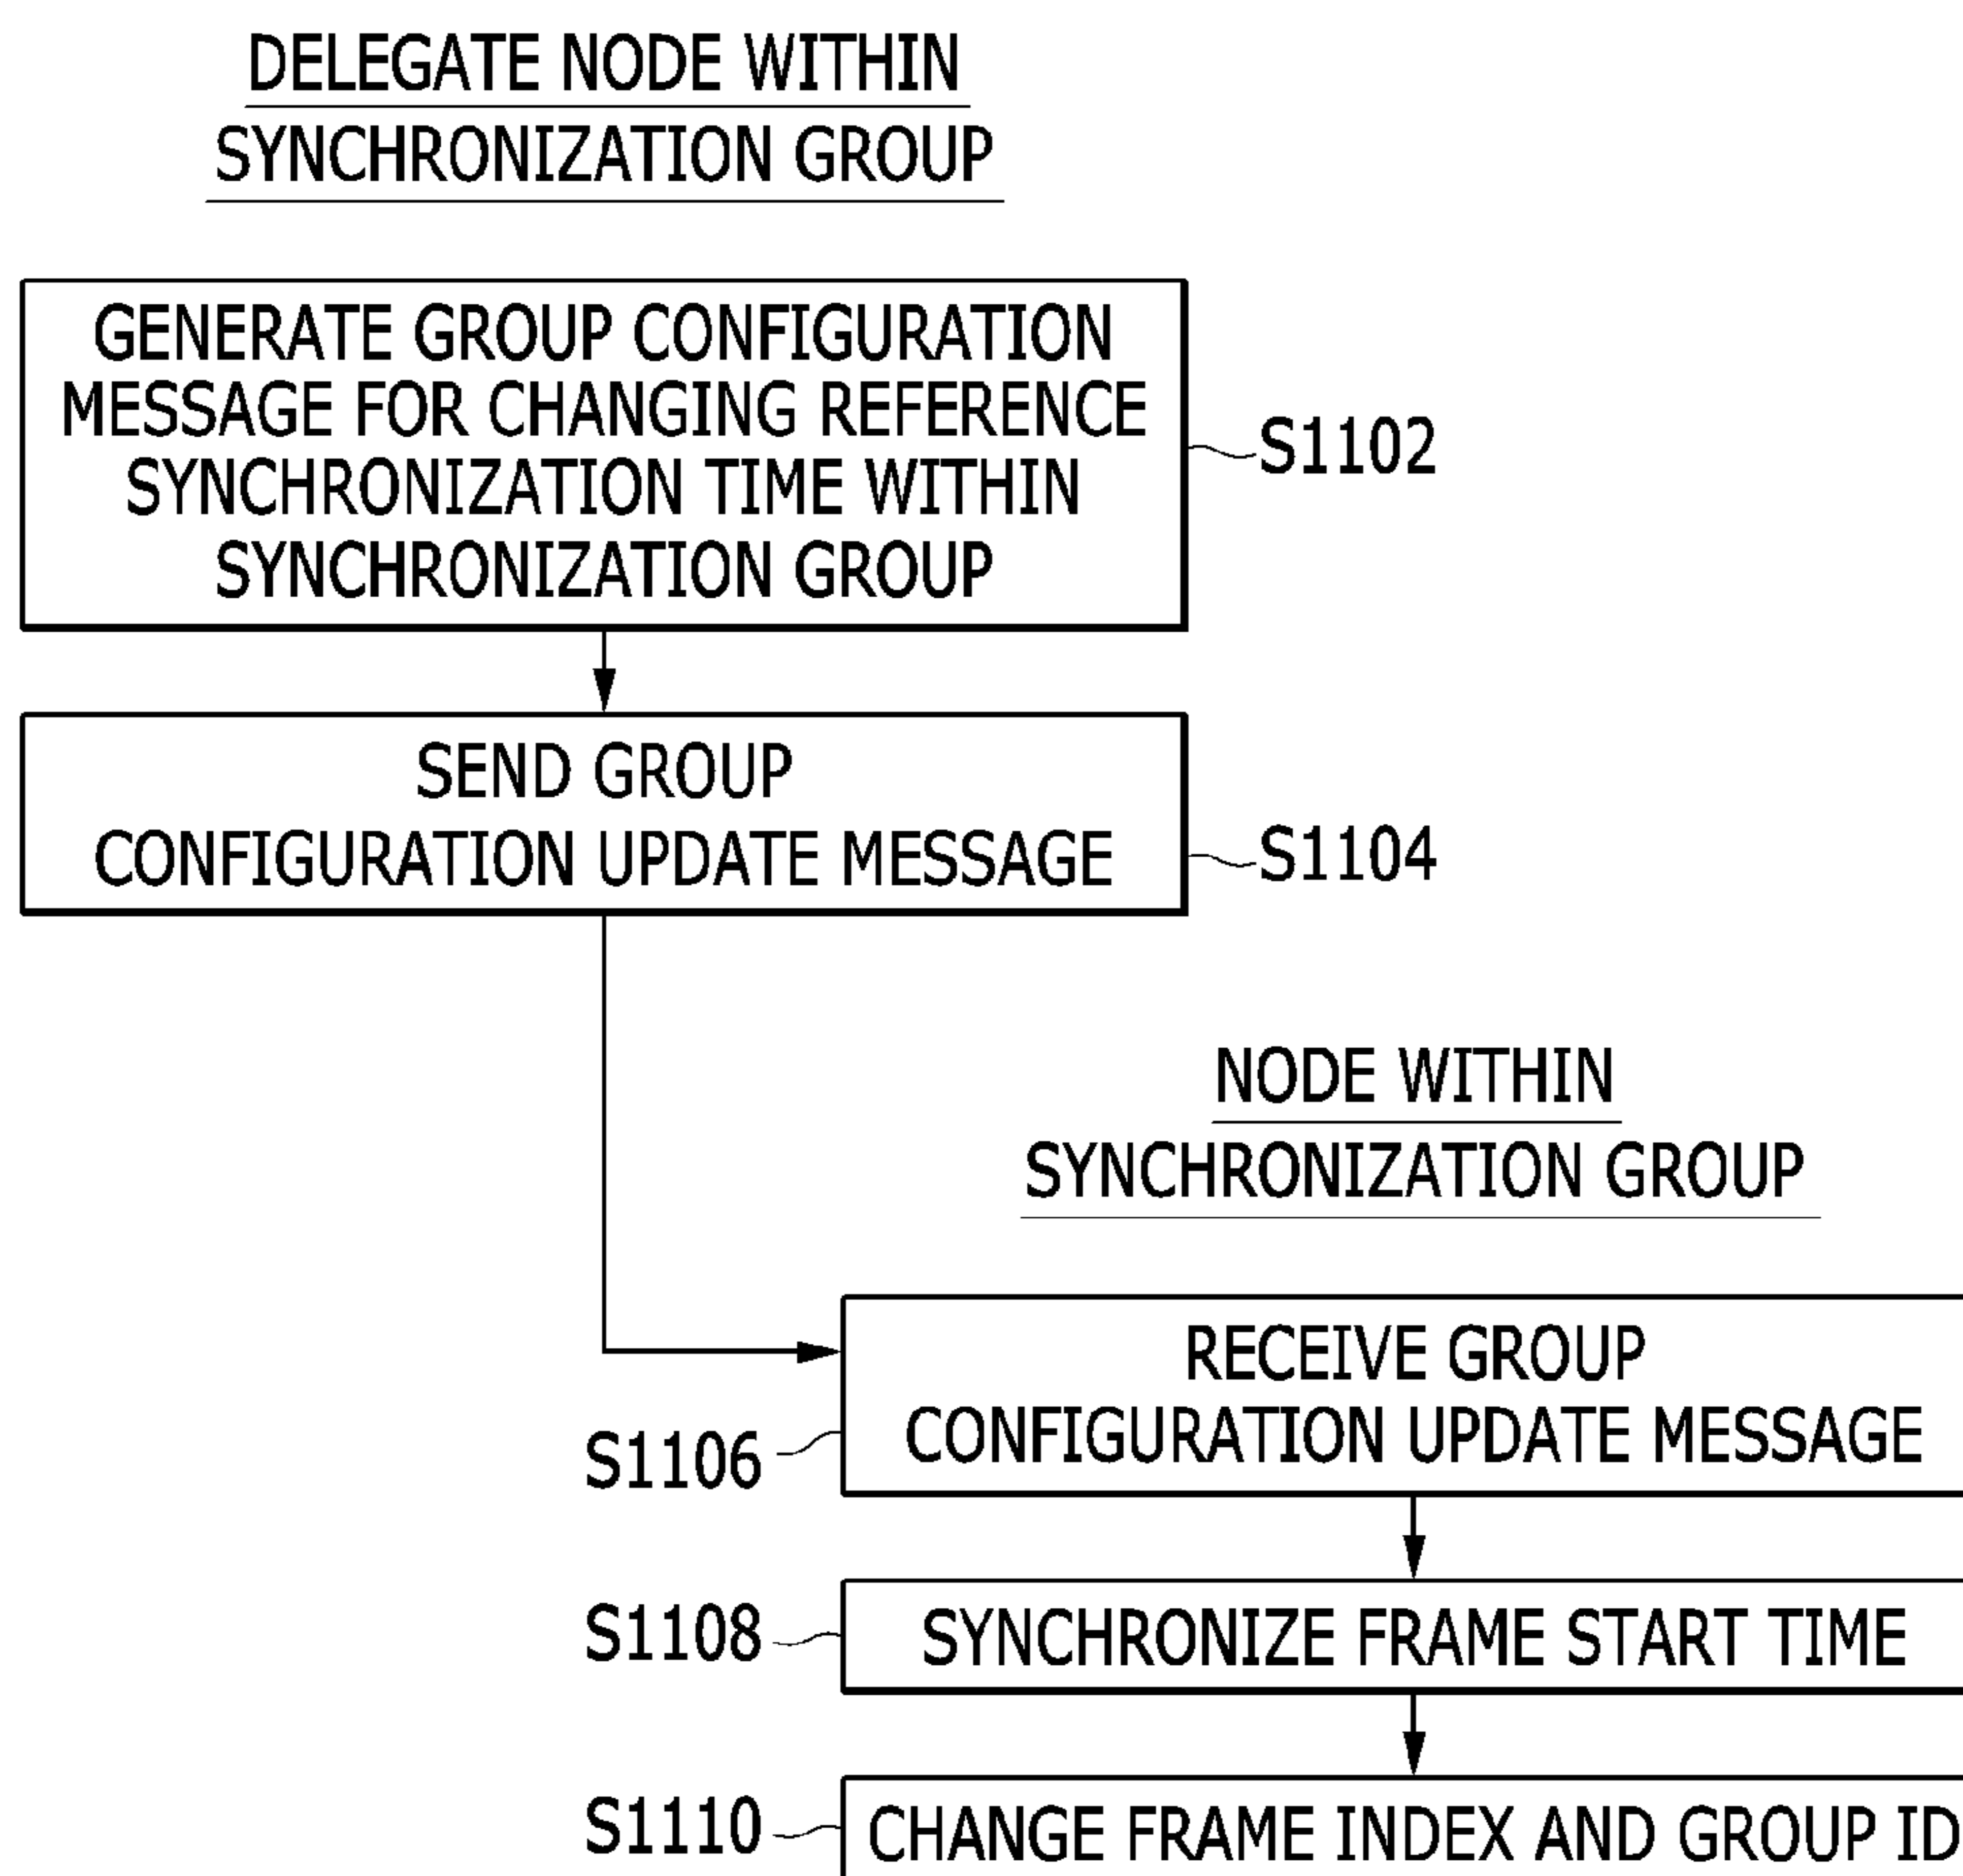 DELEGATE NODE WITHIN
SYNCHRONIZATION GROUP
GENERATE GROUP CONFIGURATION
MESSAGE FOR CHANGING REFERENCE
SYNCHRONIZATION TIME WITHIN
SYNCHRONIZATION GROUP
S1102
SEND GROUP
CONFIGURATION UPDATE MESSAGE
S1104
NODE WITHIN
SYNCHRONIZATION GROUP
RECEIVE GROUP
CONFIGURATION UPDATE MESSAGE
S1106
S1108
SYNCHRONIZE FRAME START TIME
S1110
CHANGE FRAME INDEX AND GROUP ID